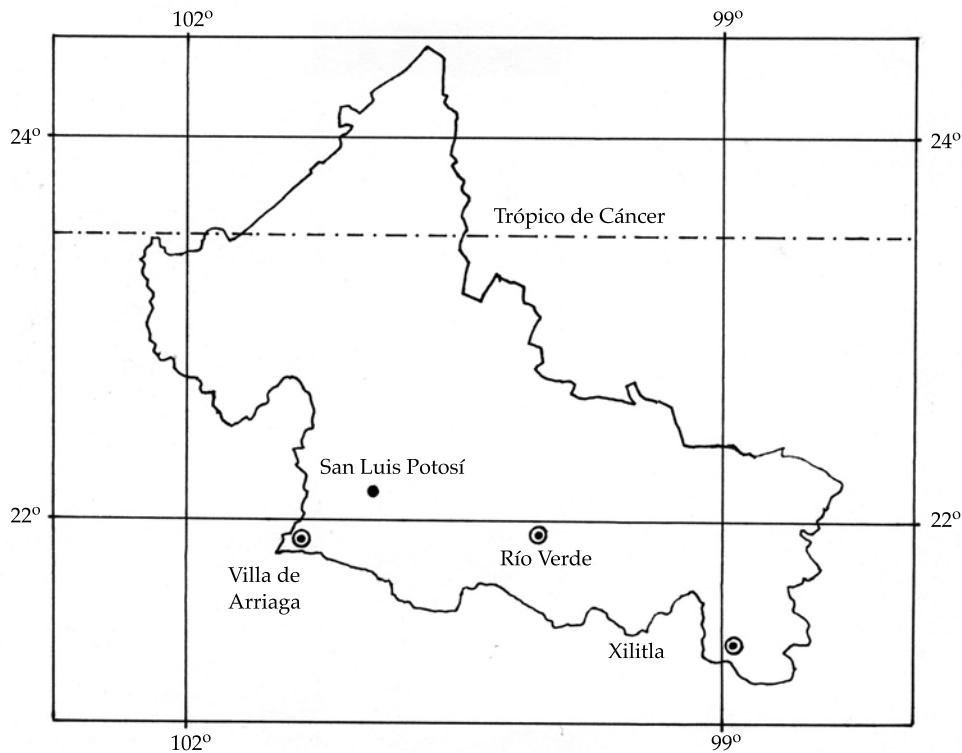 102º
99º
24º
24º
Trópico de Cáncer
San Luis Potosí
22º
22º
Río Verde
Villa de
Arriaga
Xilitla
102º
99º